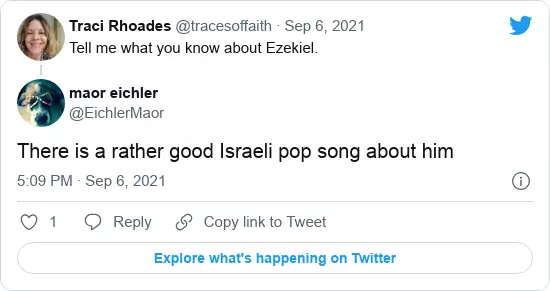 Traci Rhoades @tracesoffaith · Sep 6, 2021
Tell me what you know about Ezekiel.
maor eichler
@EichlerMaor
There is a rather good Israeli pop song about him
5:09 PM · Sep 6, 2021
1 Reply Copy link to Tweet
Explore what's happening on Twitter